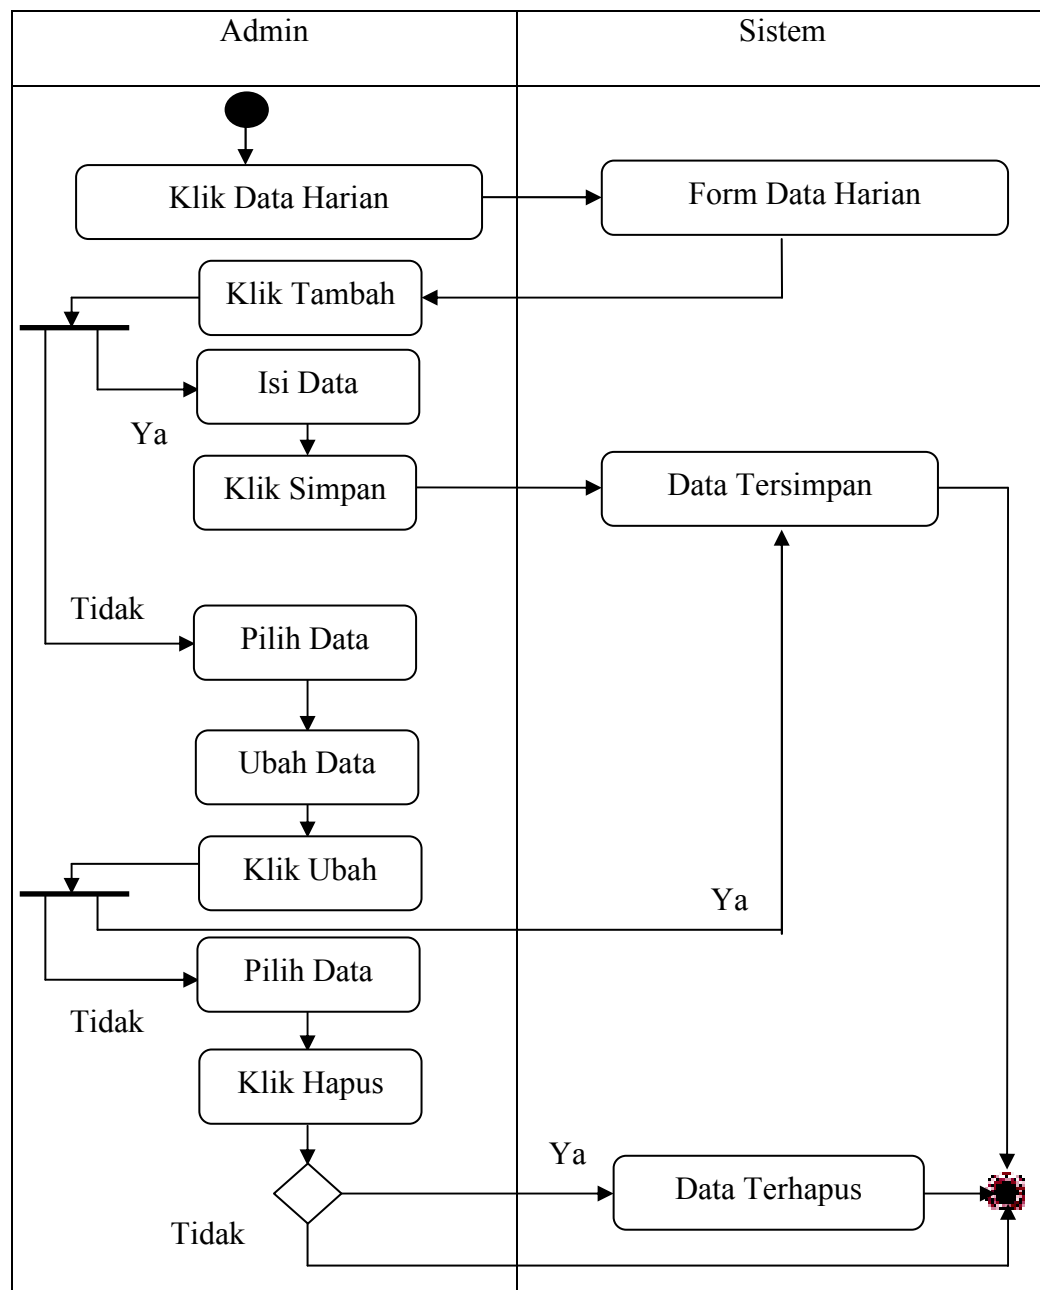 Admin
Sistem
Klik Data Harian
Form Data Harian
Klik Tambah
Isi Data
Ya
Klik Simpan
Data Tersimpan
Tidak
Pilih Data
Ubah Data
Klik Ubah
Ya
Pilih Data
Tidak
Klik Hapus
Ya
Data Terhapus
Tidak